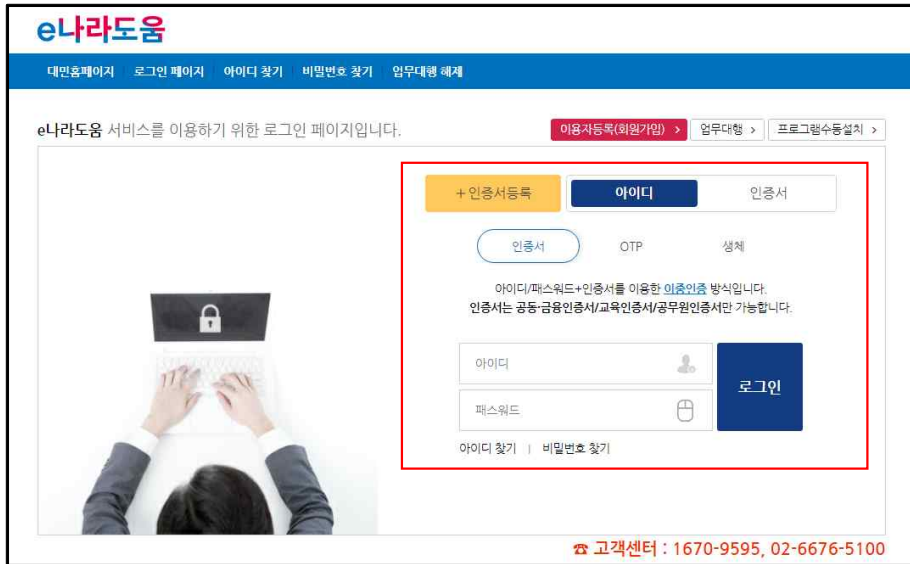 e나라도움
대민홈페이지 로그인 페이지 아이디 찾기 비밀번호 찾기 업무대행 해제
e나라도움 서비스를 이용하기 위한 로그인 페이지입니다.
이용자등록(회원가입) > 업무대행 > 프로그램수동설치 >
+인증서등록 아이디 인증서
인증서 OTP 생체
아이디/패스워드+인증서를 이용한 이중인증 방식입니다.
인증서는 공동·금융인증서/교육인증서/공무원인증서만 가능합니다.
아이디
로그인
패스워드
아이디 찾기 | 비밀번호 찾기
☎ 고객센터 : 1670-9595, 02-6676-5100